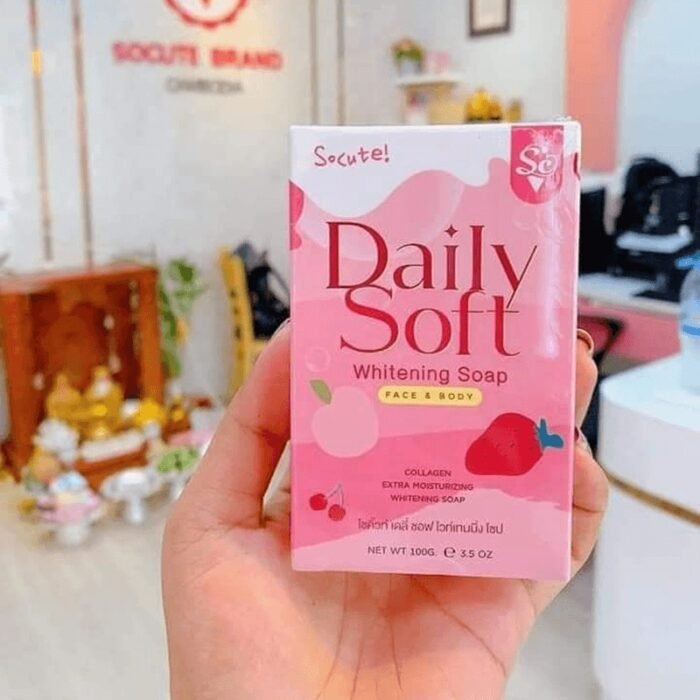 SOCUTE BRAND
CAMBODIA
Socute!
So
Daily
Soft
Whitening Soap
FACE & BODY
COLLAGEN
EXTRA MOISTURIZING
WHITENING SOAP
โซคิ้วท์ เดลี่ ซอฟ ไวท์เทนนิ่ง โซป
NET WT 100G. ℮ 3.5 OZ